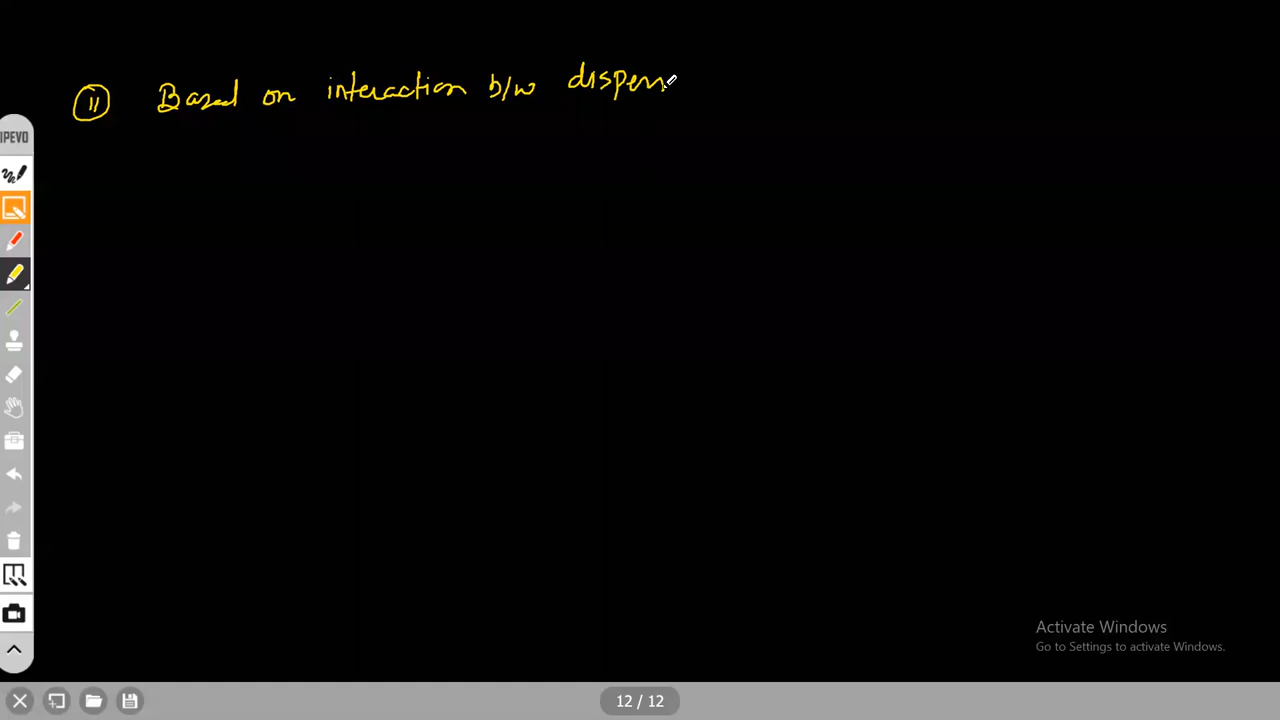 11 Based on interaction b/w dispers
IPEVO
Activate Windows
Go to Settings to activate Windows.
12 / 12